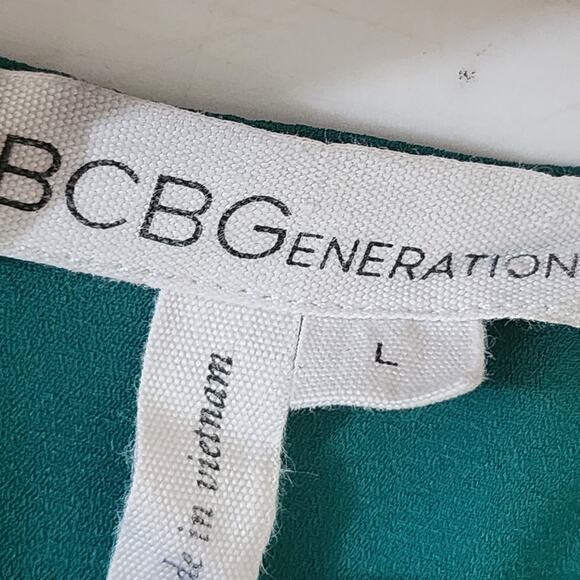 BCBGENERATION
L
de in vietnam